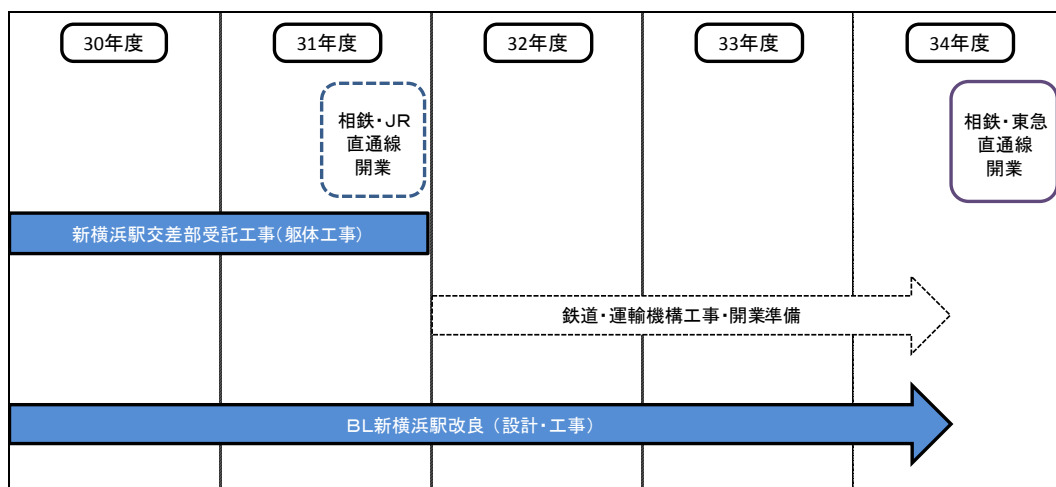 30年度
31年度
32年度
33年度
34年度
相鉄・JR
直通線
開業
相鉄・東急
直通線
開業
新横浜駅交差部受託工事(躯体工事)
鉄道・運輸機構工事・開業準備
BL新横浜駅改良（設計・工事）